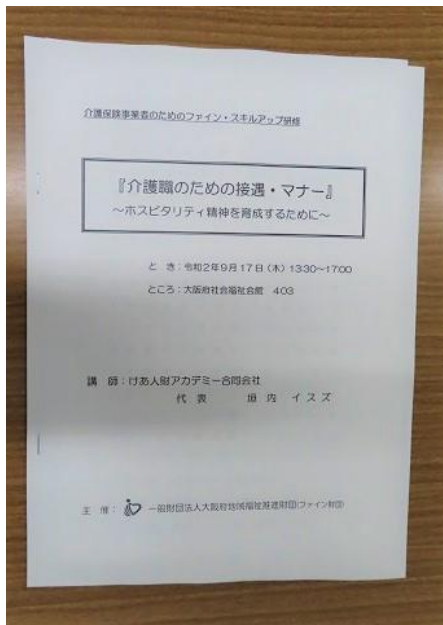 介護保険事業者のためのファイン・スキルアップ研修
『介護職のための接遇・マナー』
～ホスピタリティ精神を育成するために～
と き：令和2年9月17日（木）13:30～17:00
ところ：大阪府社会福祉会館 403
講 師：けあ人財アカデミー合同会社
代 表 垣 内 イ ス ズ
主 催： 一般財団法人大阪府地域福祉推進財団(ファイン財団)